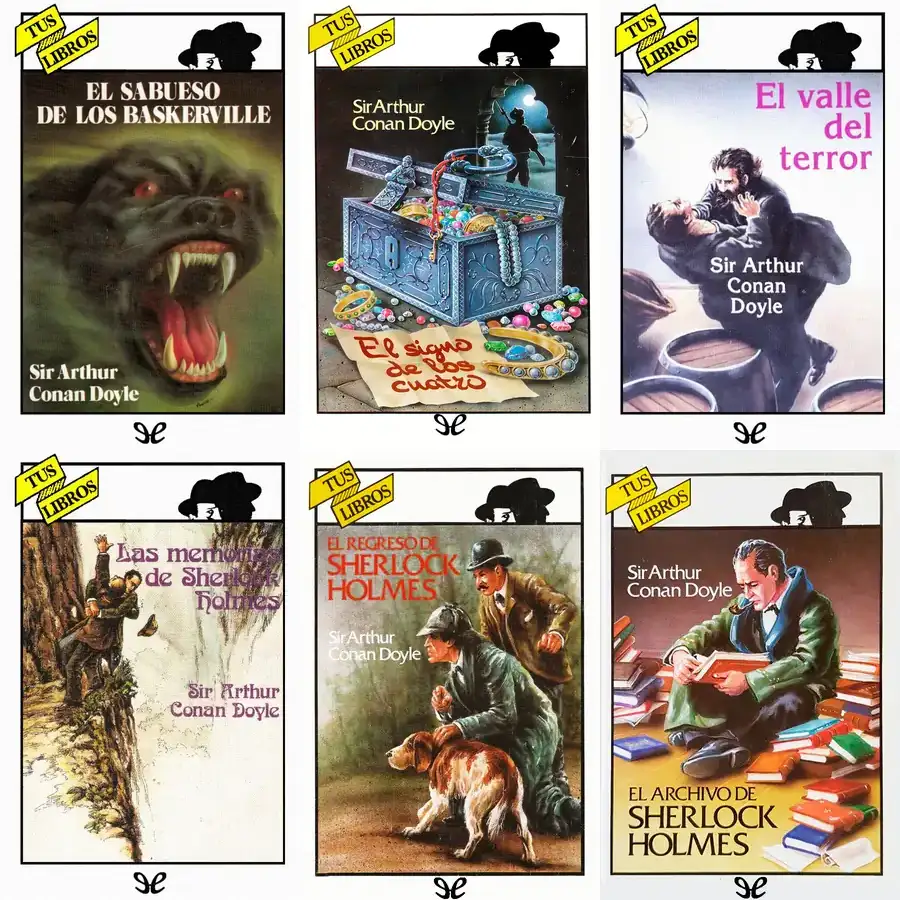 TUS
LIBROS
EL SABUESO
DE LOS BASKERVILLE
Sir Arthur
Conan Doyle
TUS
LIBROS
Sir Arthur
Conan Doyle
El signo
de los
cuatro
TUS
LIBROS
El valle
del
terror
Sir Arthur
Conan
Doyle
TUS
LIBROS
Las memorias
de Sherlock
Holmes
Sir Arthur
Conan Doyle
TUS
LIBROS
EL REGRESO DE
SHERLOCK
HOLMES
Sir Arthur
Conan Doyle
TUS
LIBROS
Sir Arthur
Conan Doyle
EL ARCHIVO DE
SHERLOCK
HOLMES